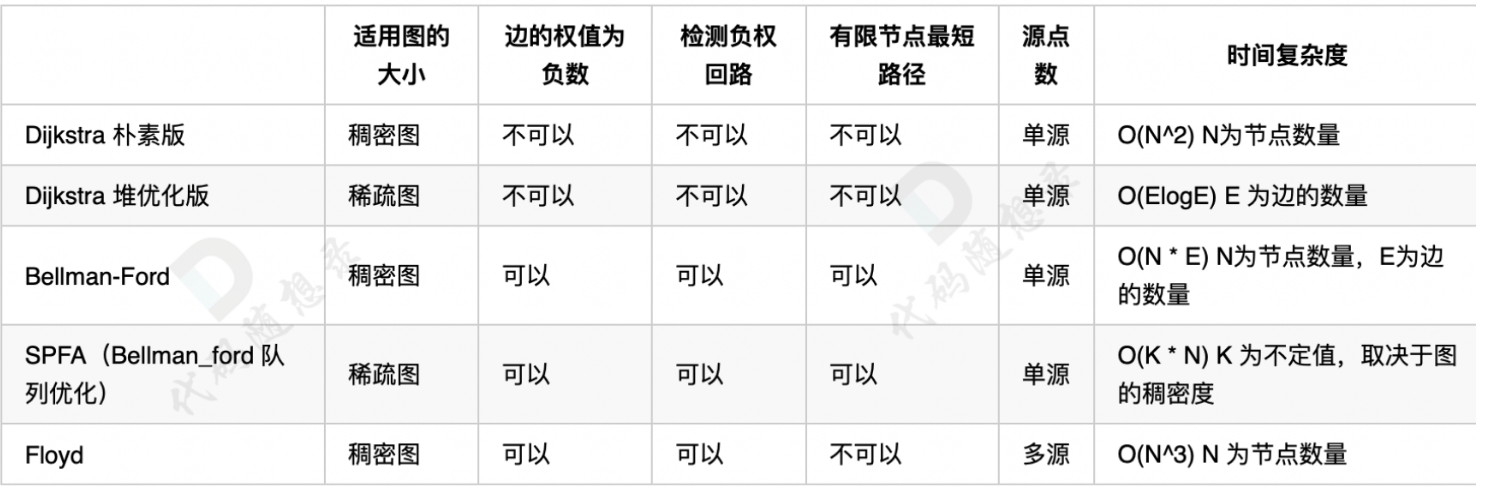 适用图的大小 边的权值为负数 检测负权回路 有限节点最短路径 源点数 时间复杂度
Dijkstra 朴素版 稠密图 不可以 不可以 不可以 单源 O(N^2) N为节点数量
Dijkstra 堆优化版 稀疏图 不可以 不可以 不可以 单源 O(ElogE) E 为边的数量
Bellman-Ford 稠密图 可以 可以 可以 单源 O(N * E) N为节点数量，E为边的数量
SPFA（Bellman_ford 队列优化） 稀疏图 可以 可以 可以 单源 O(K * N) K 为不定值，取决于图的稠密度
Floyd 稠密图 可以 可以 不可以 多源 O(N^3) N 为节点数量
代码随想录
代码随想录